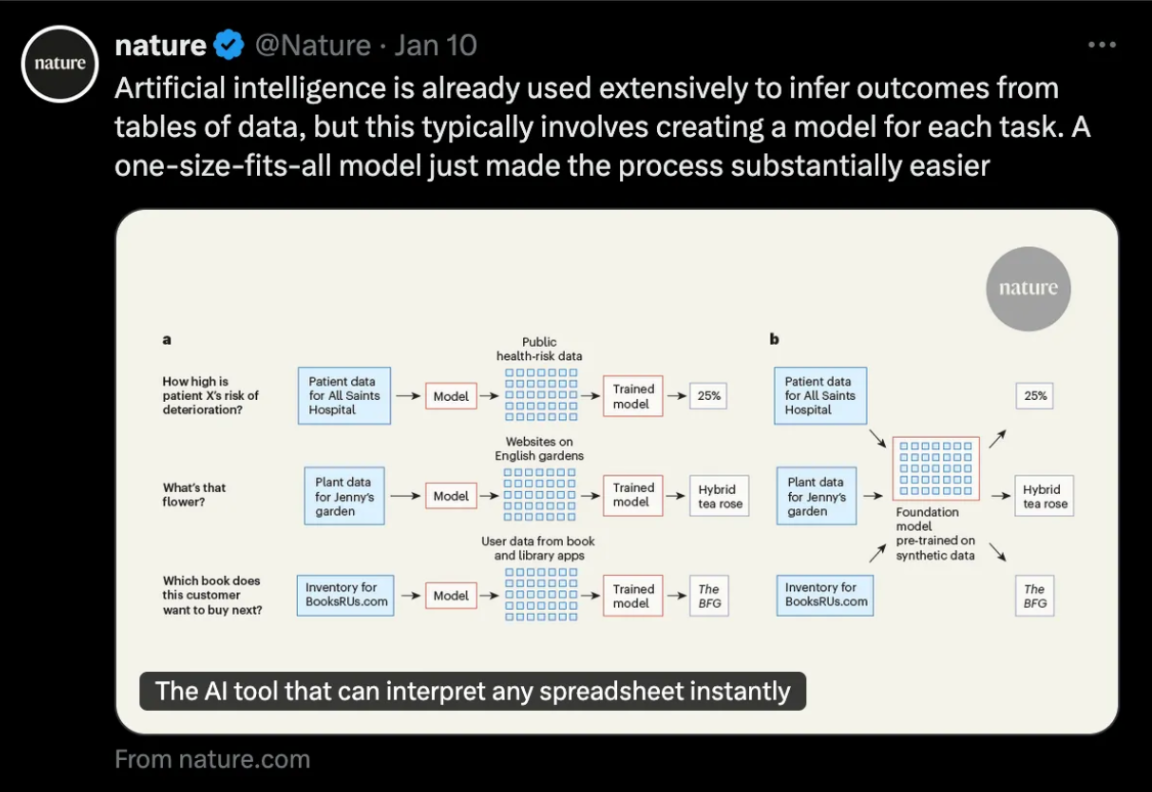 nature
nature @Nature · Jan 10
Artificial intelligence is already used extensively to infer outcomes from
tables of data, but this typically involves creating a model for each task. A
one-size-fits-all model just made the process substantially easier
nature
a
How high is
patient X's risk of
deterioration?
Patient data
for All Saints
Hospital
Model
Public
health-risk data
Trained
model
25%
What's that
flower?
Plant data
for Jenny's
garden
Model
Websites on
English gardens
Trained
model
Hybrid
tea rose
Which book does
this customer
want to buy next?
Inventory for
BooksRUs.com
Model
User data from book
and library apps
Trained
model
The
BFG
b
Patient data
for All Saints
Hospital
25%
Plant data
for Jenny's
garden
Foundation
model
pre-trained on
synthetic data
Hybrid
tea rose
Inventory for
BooksRUs.com
The
BFG
The AI tool that can interpret any spreadsheet instantly
From nature.com